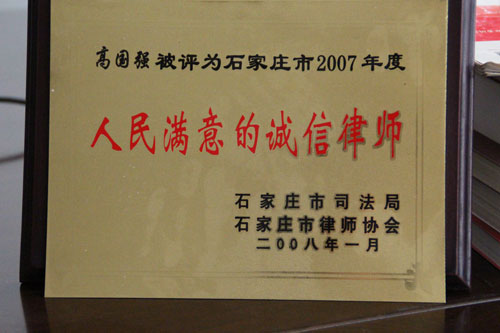 高国强被评为石家庄市2007年度
人民满意的诚信律师
石家庄市司法局
石家庄市律师协会
二00八年一月